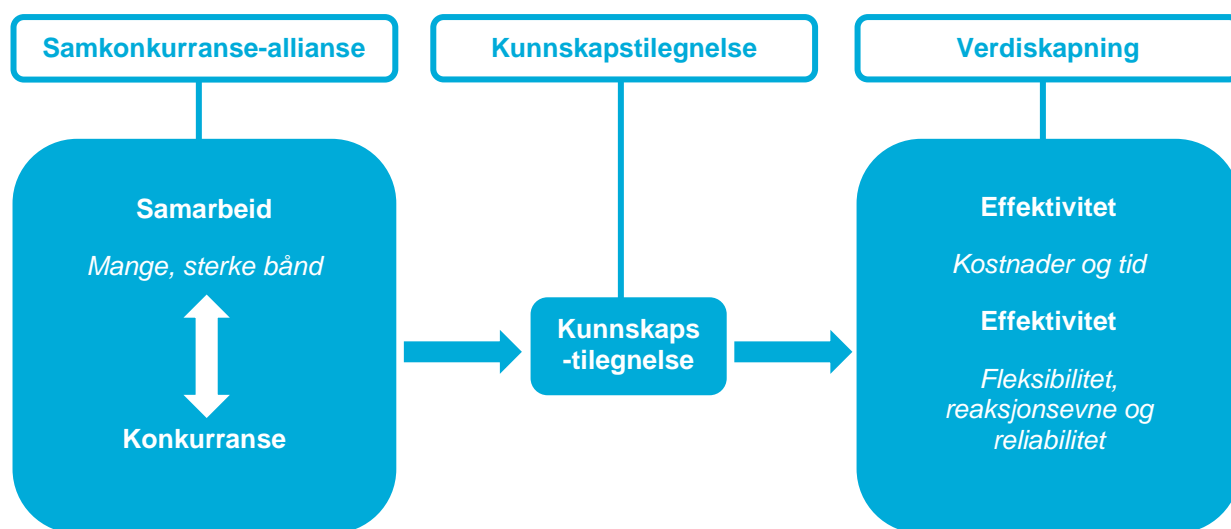 Samkonkurranse-allianse
Kunnskapstilegnelse
Verdiskapning
Samarbeid
Mange, sterke bånd
Konkurranse
Kunnskaps
-tilegnelse
Effektivitet
Kostnader og tid
Effektivitet
Fleksibilitet,
reaksjonsevne og
reliabilitet